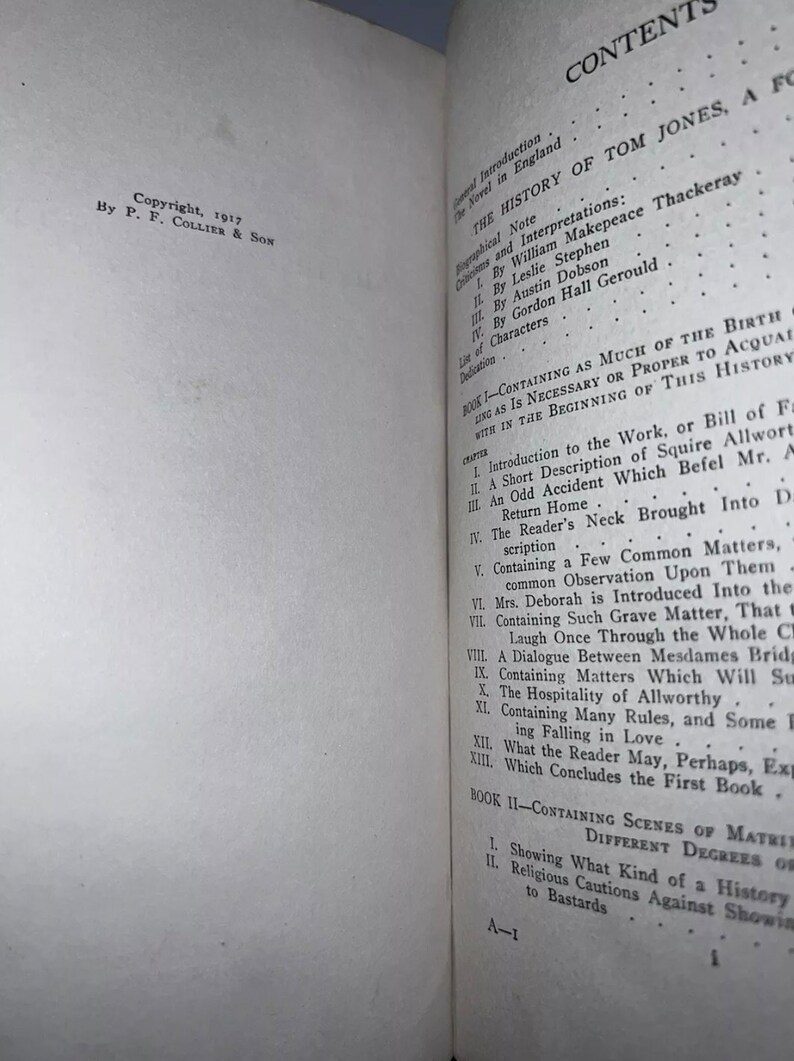 Copyright, 1917
By P. F. Collier & Son
CONTENTS
General Introduction . . . .
The Novel in England . . . .
THE HISTORY OF TOM JONES, A FO
Biographical Note . . . .
Criticisms and Interpretations:
I. By William Makepeace Thackeray . .
II. By Leslie Stephen . . . .
III. By Austin Dobson . . . .
IV. By Gordon Hall Gerould . . . .
List of Characters . . . . .
Dedication . . . . . .
BOOK I—Containing as Much of the Birth
ling as Is Necessary or Proper to Acquai
with in the Beginning of This History
CHAPTER
I. Introduction to the Work, or Bill of Fa
II. A Short Description of Squire Allwort
III. An Odd Accident Which Befel Mr. A
Return Home . . . . .
IV. The Reader's Neck Brought Into D
scription . . . . .
V. Containing a Few Common Matters,
common Observation Upon Them .
VI. Mrs. Deborah is Introduced Into the
VII. Containing Such Grave Matter, That t
Laugh Once Through the Whole C
VIII. A Dialogue Between Mesdames Bridg
IX. Containing Matters Which Will Su
X. The Hospitality of Allworthy . .
XI. Containing Many Rules, and Some
ing Falling in Love . . . .
XII. What the Reader May, Perhaps, Exp
XIII. Which Concludes the First Book .
BOOK II—Containing Scenes of Matri
Different Degrees o
I. Showing What Kind of a History
II. Religious Cautions Against Showin
to Bastards . . . . .
A—1
1